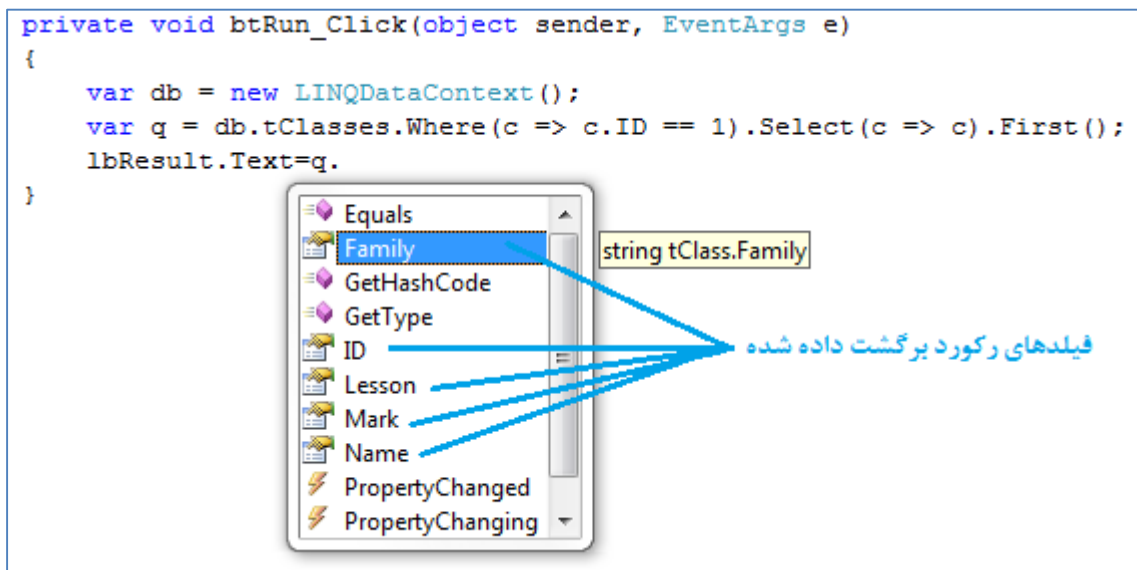 private void btRun_Click(object sender, EventArgs e)
{
var db = new LINQDataContext();
var q = db.tClasses.Where(c => c.ID == 1).Select(c => c).First();
lbResult.Text=q.
}
Equals
Family
string tClass.Family
GetHashCode
GetType
ID
فیلدهای رکورد برگشت داده شده
Lesson
Mark
Name
PropertyChanged
PropertyChanging